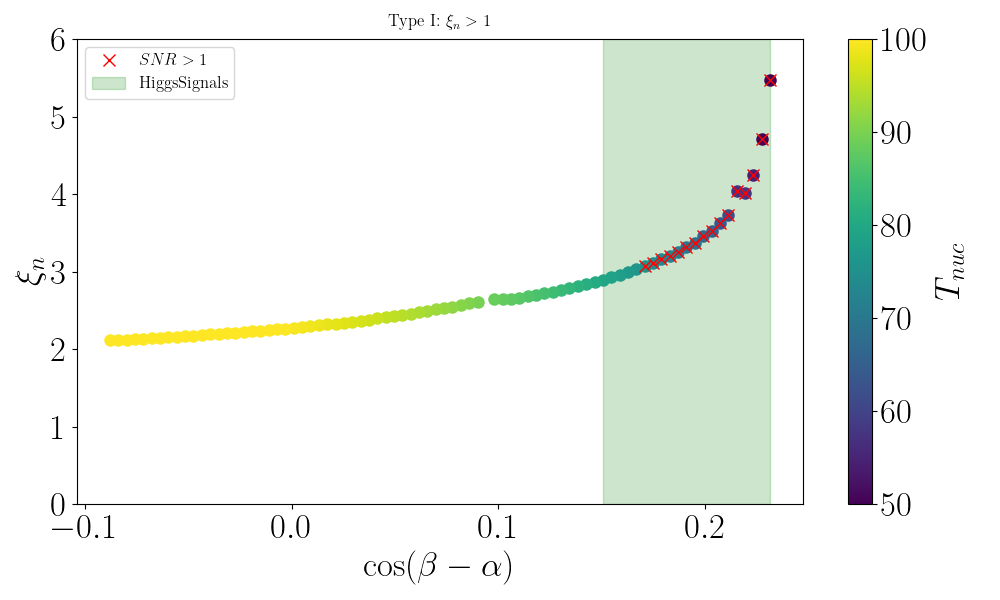 Type I: ξₙ > 1
SNR > 1
HiggsSignals
6
5
4
3
2
1
0
ξₙ
−0.1
0.0
0.1
0.2
cos(β − α)
100
90
80
70
60
50
Tₙᵤ𝒸